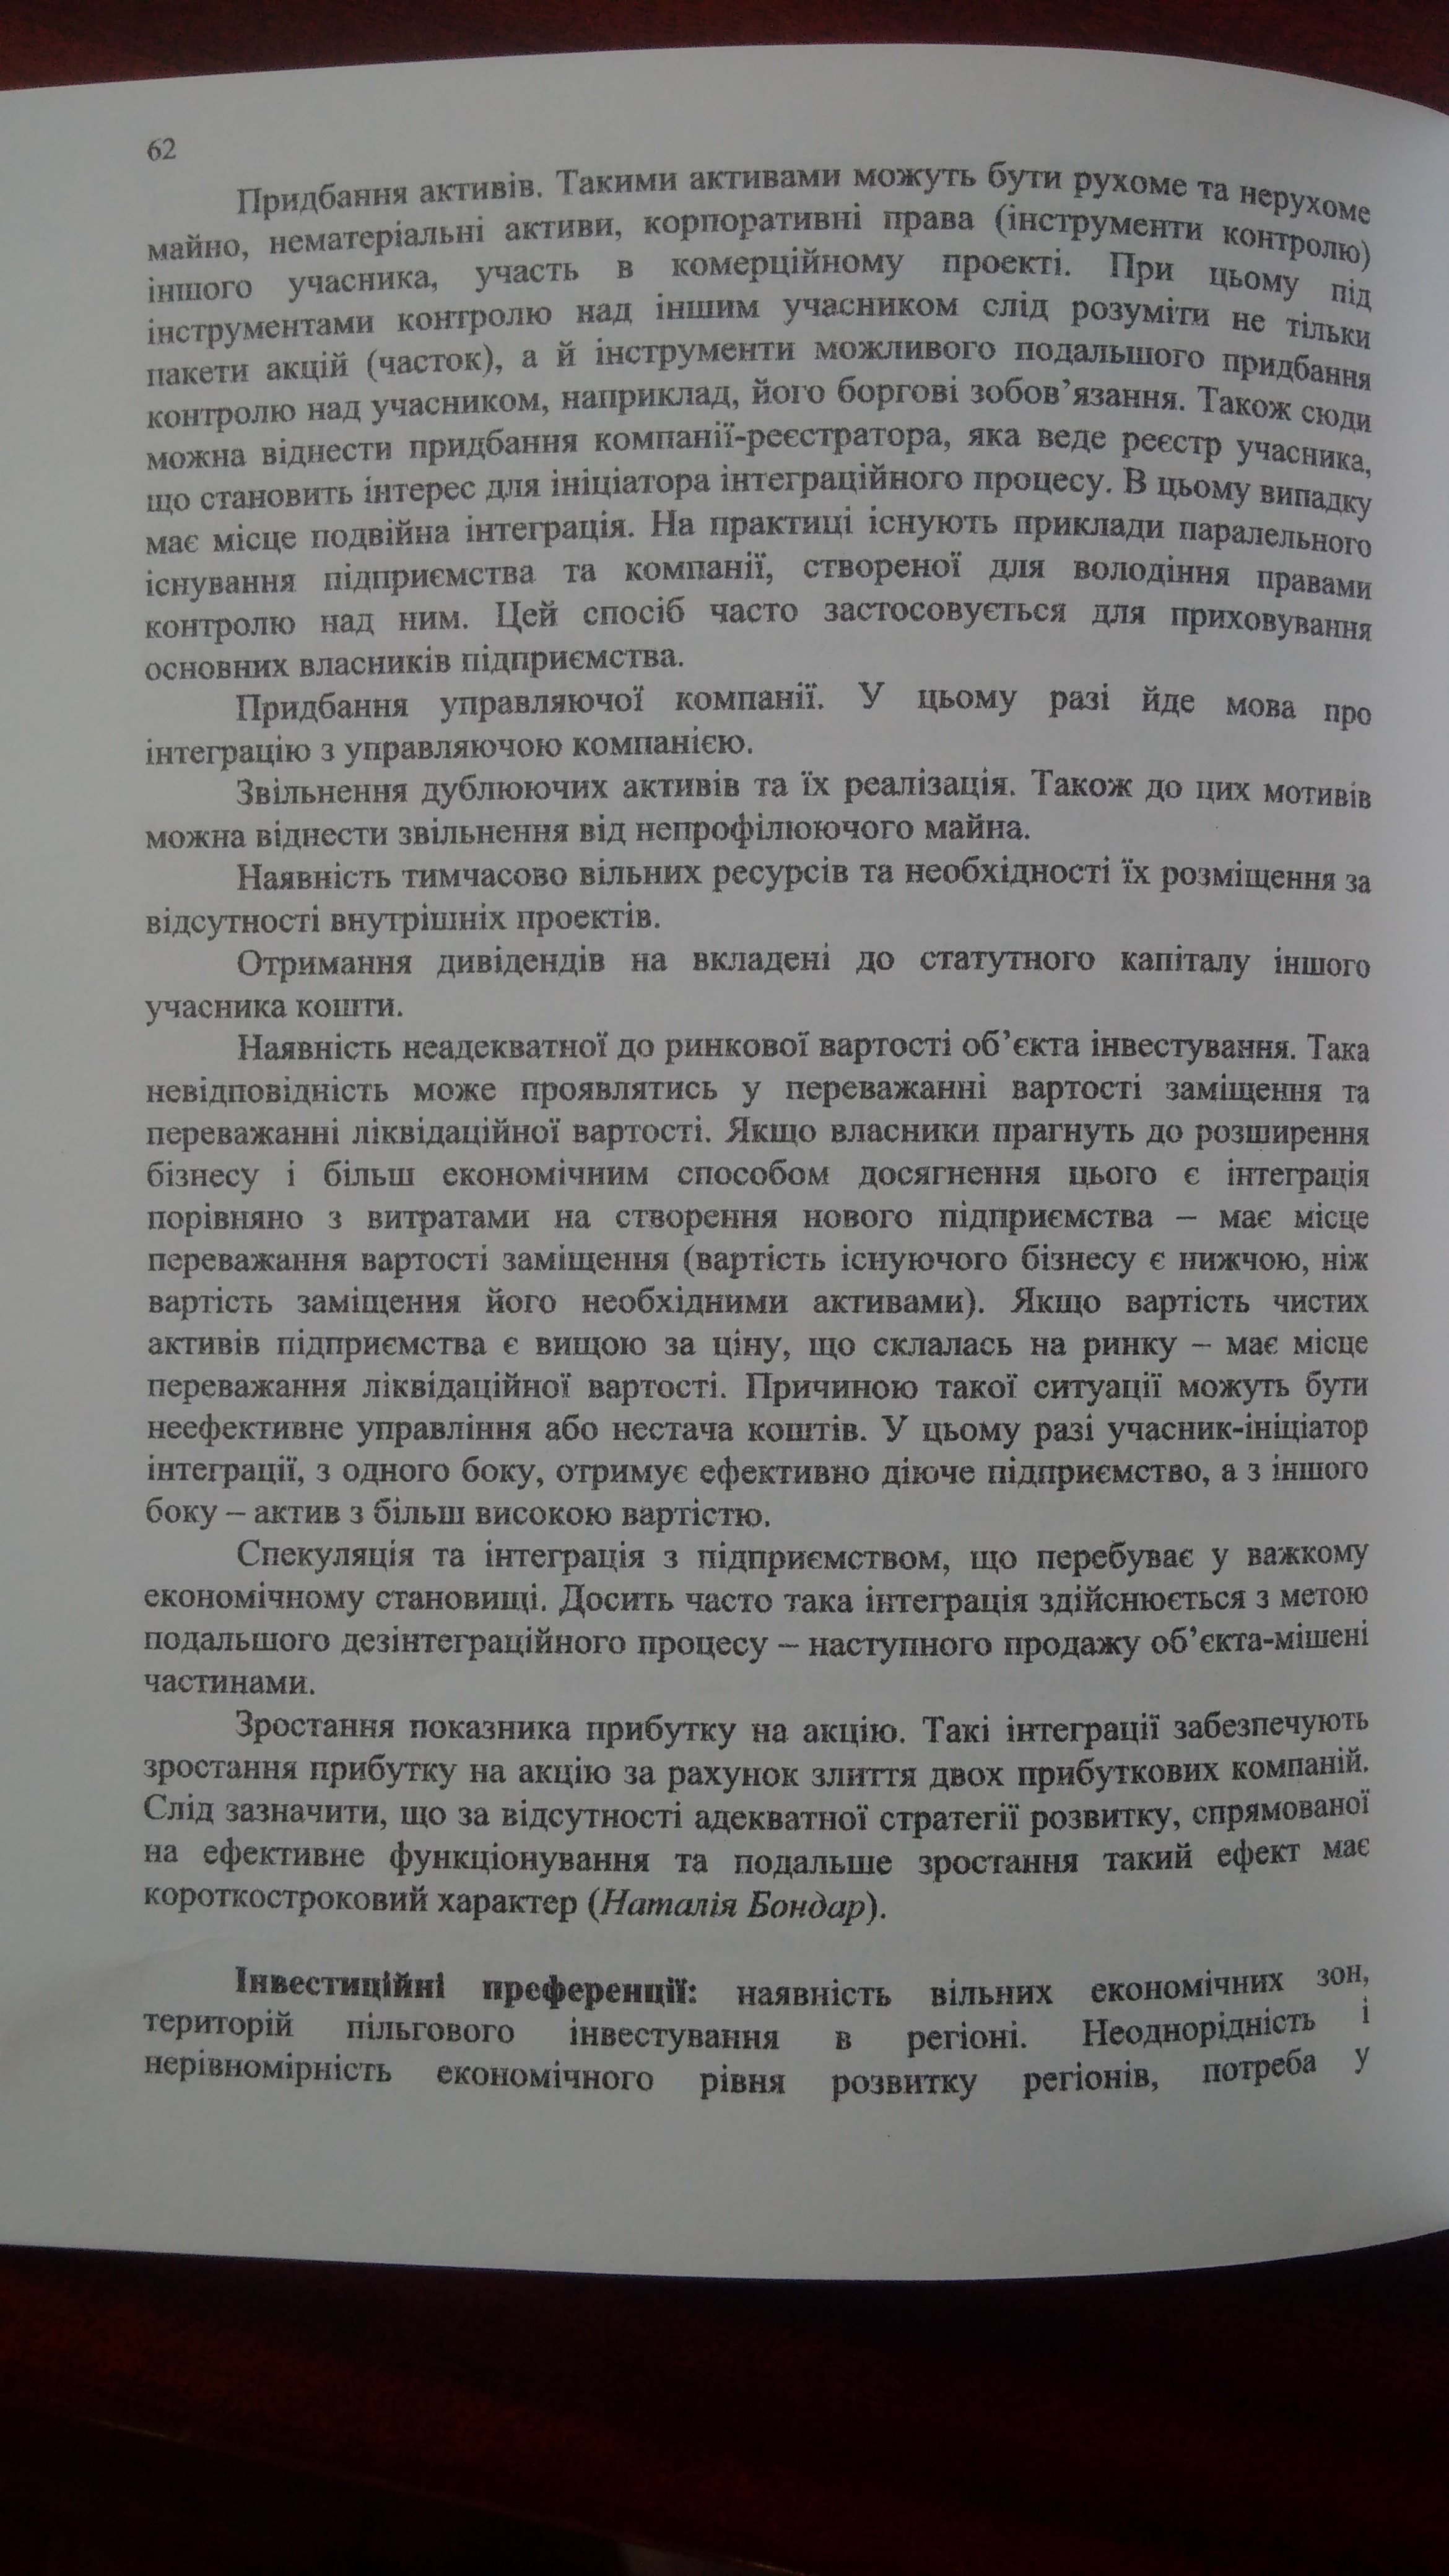 62
Придбання активів. Такими активами можуть бути рухоме та нерухоме
майно, нематеріальні активи, корпоративні права (інструменти контролю)
іншого учасника, участь в комерційному проекті. При цьому під
інструментами контролю над іншим учасником слід розуміти не тільки
пакети акцій (часток), а й інструменти можливого подальшого придбання
контролю над учасником, наприклад, його боргові зобов’язання. Також сюди
можна віднести придбання компанії-реєстратора, яка веде реєстр учасника,
що становить інтерес для ініціатора інтеграційного процесу. В цьому випадку
має місце подвійна інтеграція. На практиці існують приклади паралельного
існування підприємства та компанії, створеної для володіння правами
контролю над ним. Цей спосіб часто застосовується для приховування
основних власників підприємства.
Придбання управляючої компанії. У цьому разі йде мова про
інтеграцію з управляючою компанією.
Звільнення дублюючих активів та їх реалізація. Також до цих мотивів
можна віднести звільнення від непрофілюючого майна.
Наявність тимчасово вільних ресурсів та необхідності їх розміщення за
відсутності внутрішніх проектів.
Отримання дивідендів на вкладені до статутного капіталу іншого
учасника кошти.
Наявність неадекватної до ринкової вартості об’єкта інвестування. Така
невідповідність може проявлятись у переважанні вартості заміщення та
переважанні ліквідаційної вартості. Якщо власники прагнуть до розширення
бізнесу і більш економічним способом досягнення цього є інтеграція
порівняно з витратами на створення нового підприємства – має місце
переважання вартості заміщення (вартість існуючого бізнесу є нижчою, ніж
вартість заміщення його необхідними активами). Якщо вартість чистих
активів підприємства є вищою за ціну, що склалась на ринку – має місце
переважання ліквідаційної вартості. Причиною такої ситуації можуть бути
неефективне управління або нестача коштів. У цьому разі учасник-ініціатор
інтеграції, з одного боку, отримує ефективно діюче підприємство, а з іншого
боку – актив з більш високою вартістю.
Спекуляція та інтеграція з підприємством, що перебуває у важкому
економічному становищі. Досить часто така інтеграція здійснюється з метою
подальшого дезінтеграційного процесу – наступного продажу об’єкта-мішені
частинами.
Зростання показника прибутку на акцію. Такі інтеграції забезпечують
зростання прибутку на акцію за рахунок злиття двох прибуткових компаній.
Слід зазначити, що за відсутності адекватної стратегії розвитку, спрямованої
на ефективне функціонування та подальше зростання такий ефект має
короткостроковий характер (Наталія Бондар).
Інвестиційні преференції: наявність вільних економічних зон,
територій пільгового інвестування в регіоні. Неоднорідність і
нерівномірність економічного рівня розвитку регіонів, потреба у